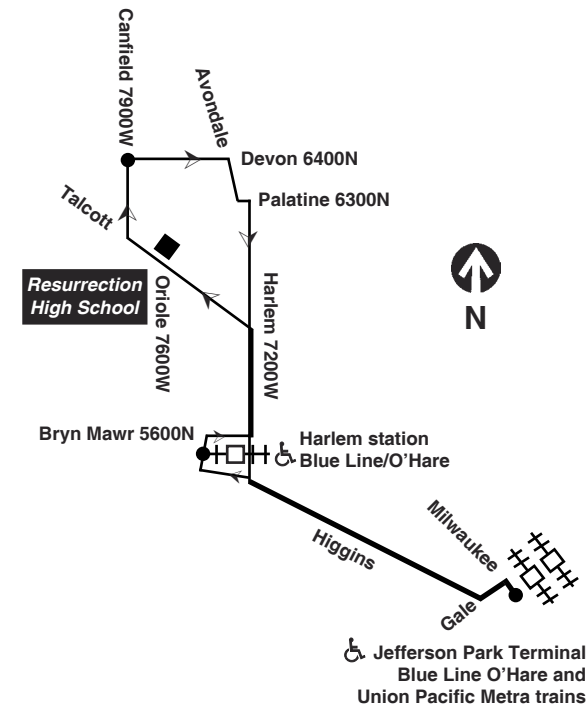 Canfield 7900W
Avondale
Devon 6400N
Palatine 6300N
Talcott
Resurrection
High School
Oriole 7600W
Harlem 7200W
N
Bryn Mawr 5600N
Harlem station
Blue Line/O'Hare
Higgins
Milwaukee
Gale
Jefferson Park Terminal
Blue Line O'Hare and
Union Pacific Metra trains